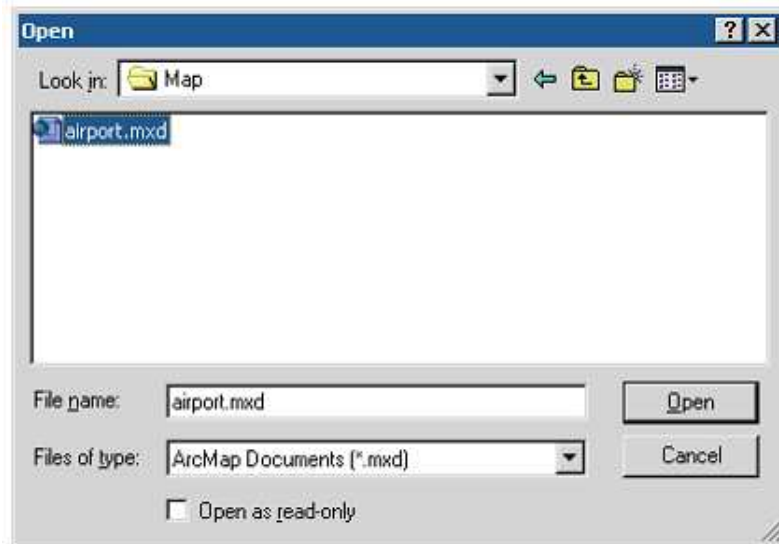 Open
Look in: Map
airport.mxd
File name: airport.mxd Open
Files of type: ArcMap Documents (*.mxd) Cancel
Open as read-only